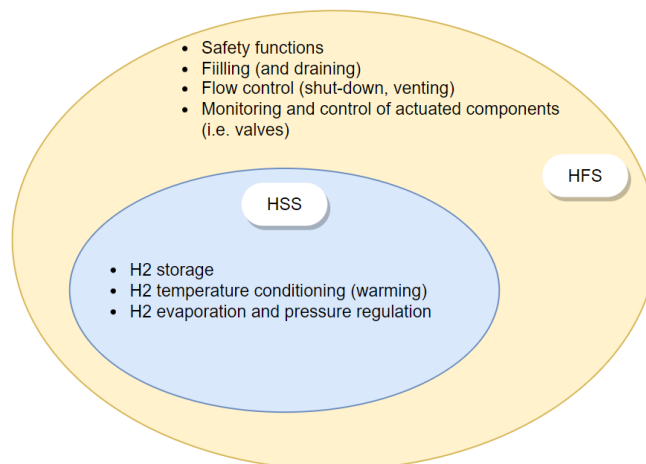 • Safety functions
• Fiilling (and draining)
• Flow control (shut-down, venting)
• Monitoring and control of actuated components
(i.e. valves)
HFS
HSS
• H2 storage
• H2 temperature conditioning (warming)
• H2 evaporation and pressure regulation